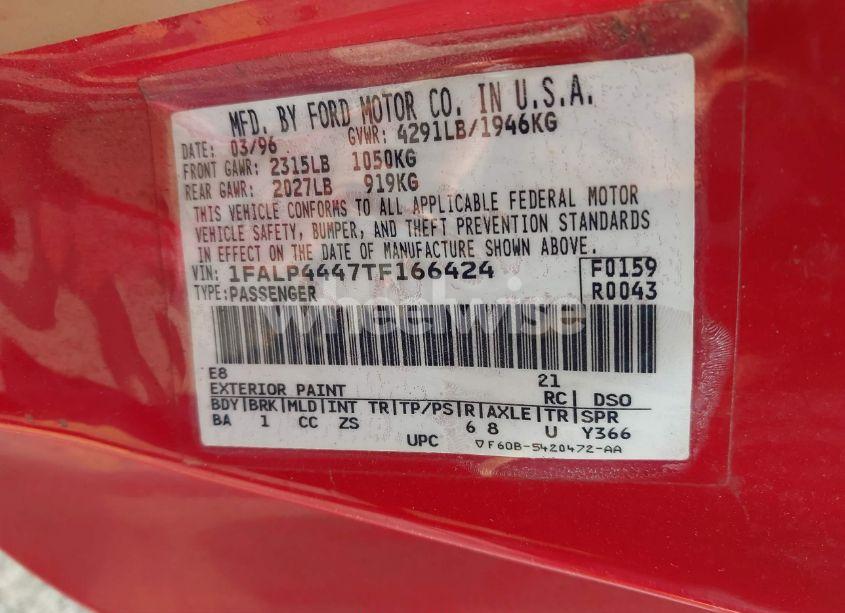 MFD. BY FORD MOTOR CO. IN U.S.A.
DATE: 03/96 GVWR: 4291LB/1946KG
FRONT GAWR: 2315LB 1050KG
REAR GAWR: 2027LB 919KG
THIS VEHICLE CONFORMS TO ALL APPLICABLE FEDERAL MOTOR
VEHICLE SAFETY, BUMPER, AND THEFT PREVENTION STANDARDS
IN EFFECT ON THE DATE OF MANUFACTURE SHOWN ABOVE.
VIN: 1FALP4447TF166424 F0159
TYPE: PASSENGER R0043
wheelwise
E8 21
EXTERIOR PAINT RC| DSO
BDY|BRK|MLD|INT TR|TP/PS|R|AXLE|TR|SPR
BA 1 CC ZS 6 8 U Y366
UPC ▽F60B-5420472-AA